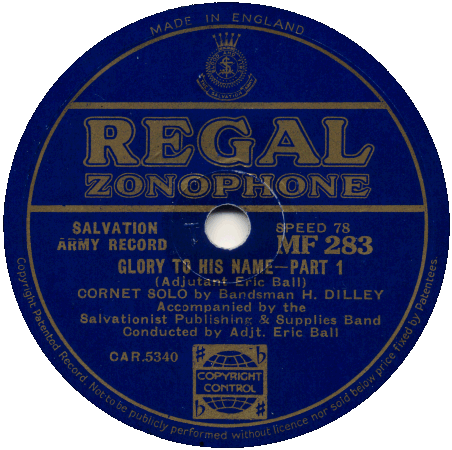 MADE IN ENGLAND
REGAL
ZONOPHONE
SALVATION
ARMY RECORD
SPEED 78
MF 283
GLORY TO HIS NAME—PART 1
(Adjutant Eric Ball)
CORNET SOLO by Bandsman H. DILLEY
Accompanied by the
Salvationist Publishing & Supplies Band
Conducted by Adjt. Eric Ball
CAR.5340
COPYRIGHT
CONTROL
Copyright Patented Record. Not to be publicly performed without licence nor sold below price fixed by Patentees.